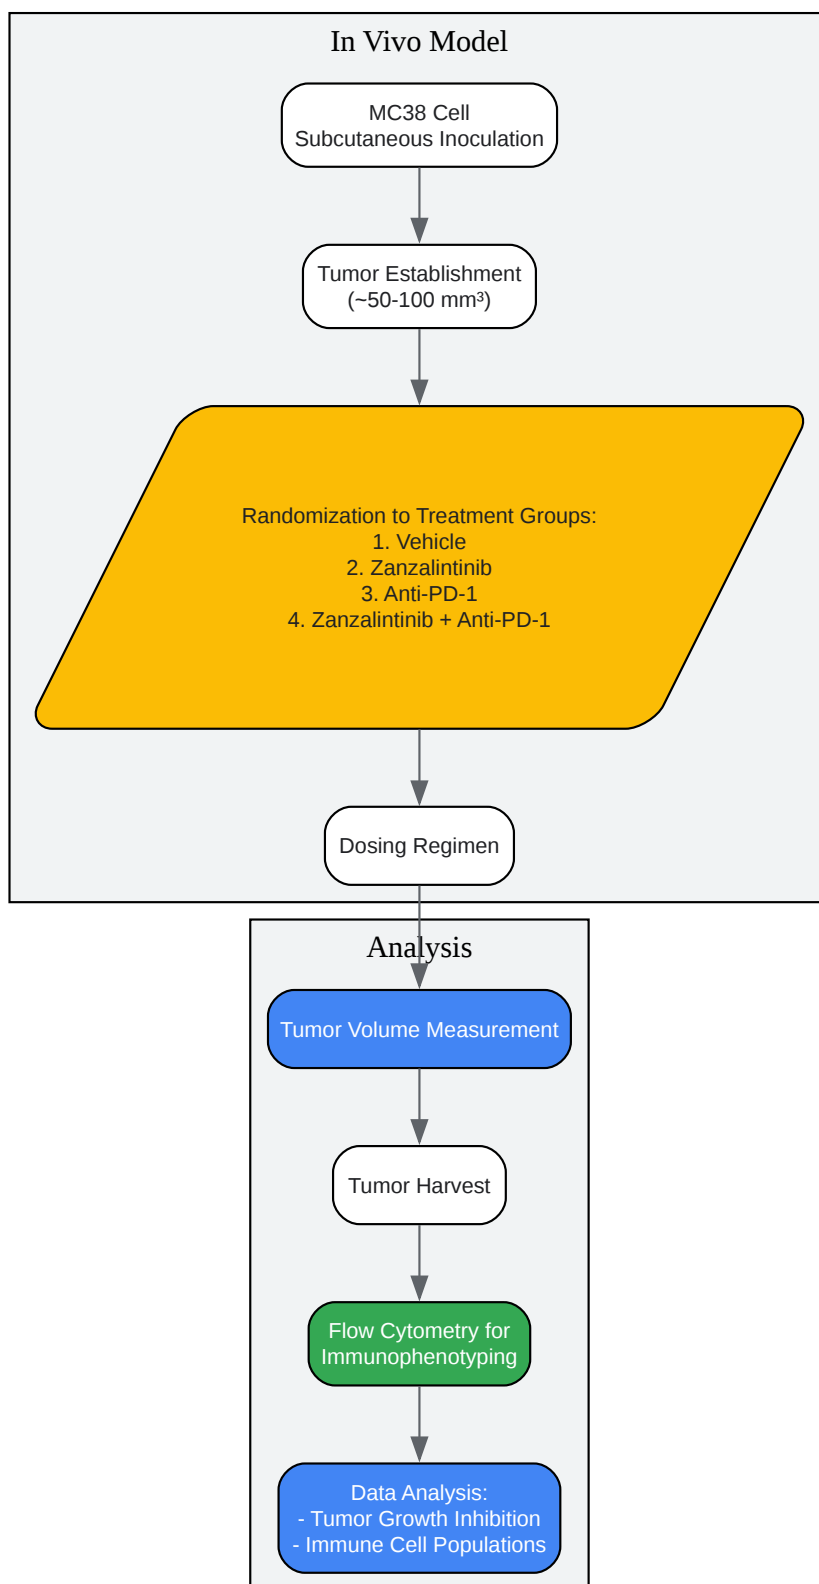 In Vivo Model
MC38 Cell
Subcutaneous Inoculation
Tumor Establishment
(~50-100 mm³)
Randomization to Treatment Groups:
1. Vehicle
2. Zanzalintinib
3. Anti-PD-1
4. Zanzalintinib + Anti-PD-1
Dosing Regimen
Analysis
Tumor Volume Measurement
Tumor Harvest
Flow Cytometry for
Immunophenotyping
Data Analysis:
- Tumor Growth Inhibition
- Immune Cell Populations